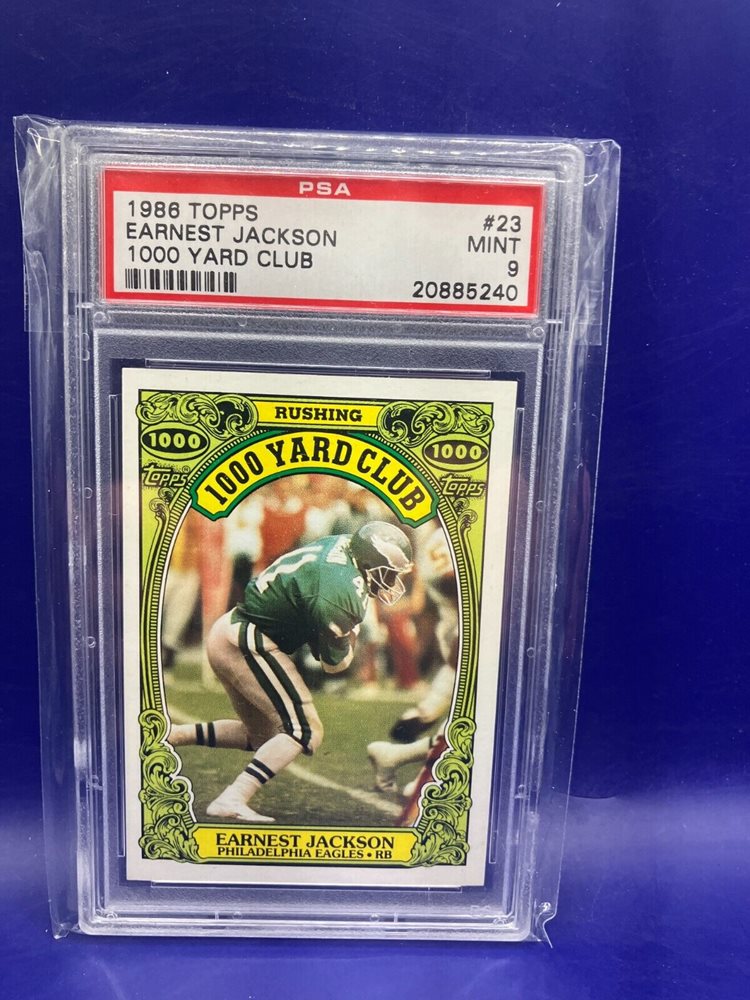 PSA
1986 TOPPS #23
EARNEST JACKSON MINT
1000 YARD CLUB 9
20885240
RUSHING
1000 1000
1000 YARD CLUB
TOPPS TOPPS
41
EARNEST JACKSON
PHILADELPHIA EAGLES • RB